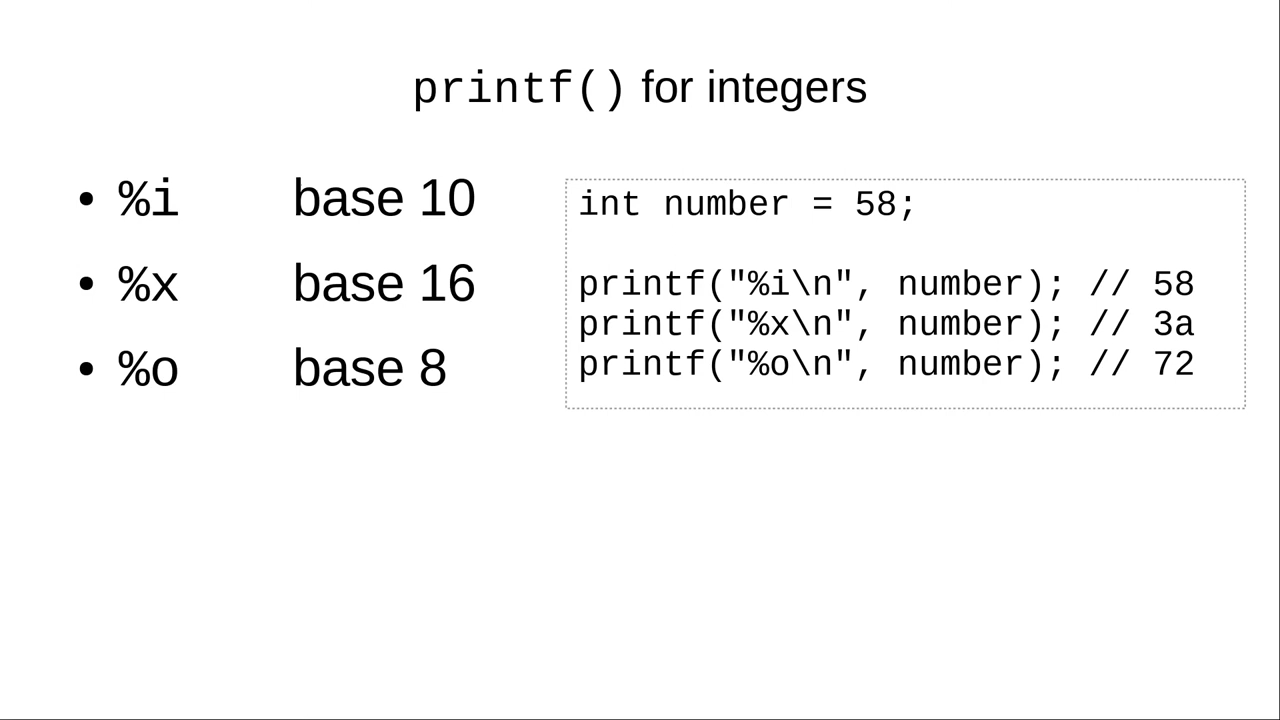 printf() for integers
• %i base 10
• %x base 16
• %o base 8
int number = 58;
printf("%i\n", number); // 58
printf("%x\n", number); // 3a
printf("%o\n", number); // 72